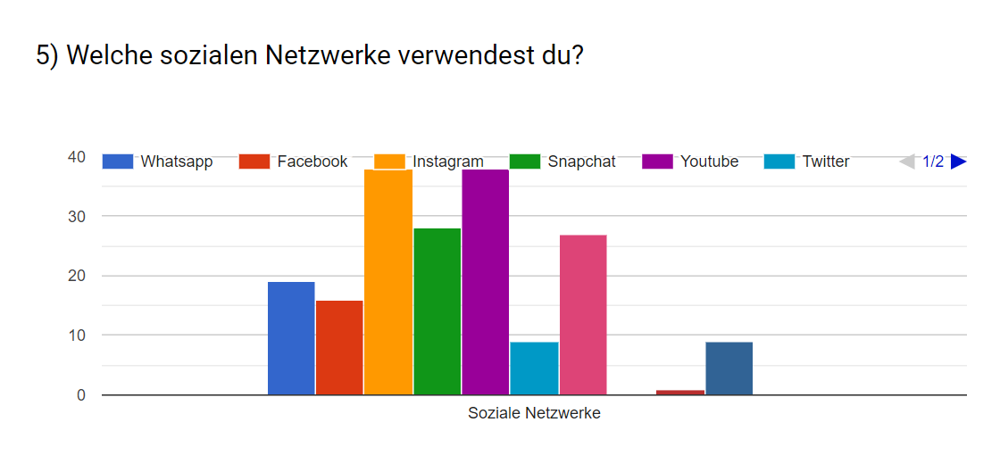 5) Welche sozialen Netzwerke verwendest du?
40 Whatsapp Facebook Instagram Snapchat Youtube Twitter 1/2
30
20
10
0
Soziale Netzwerke